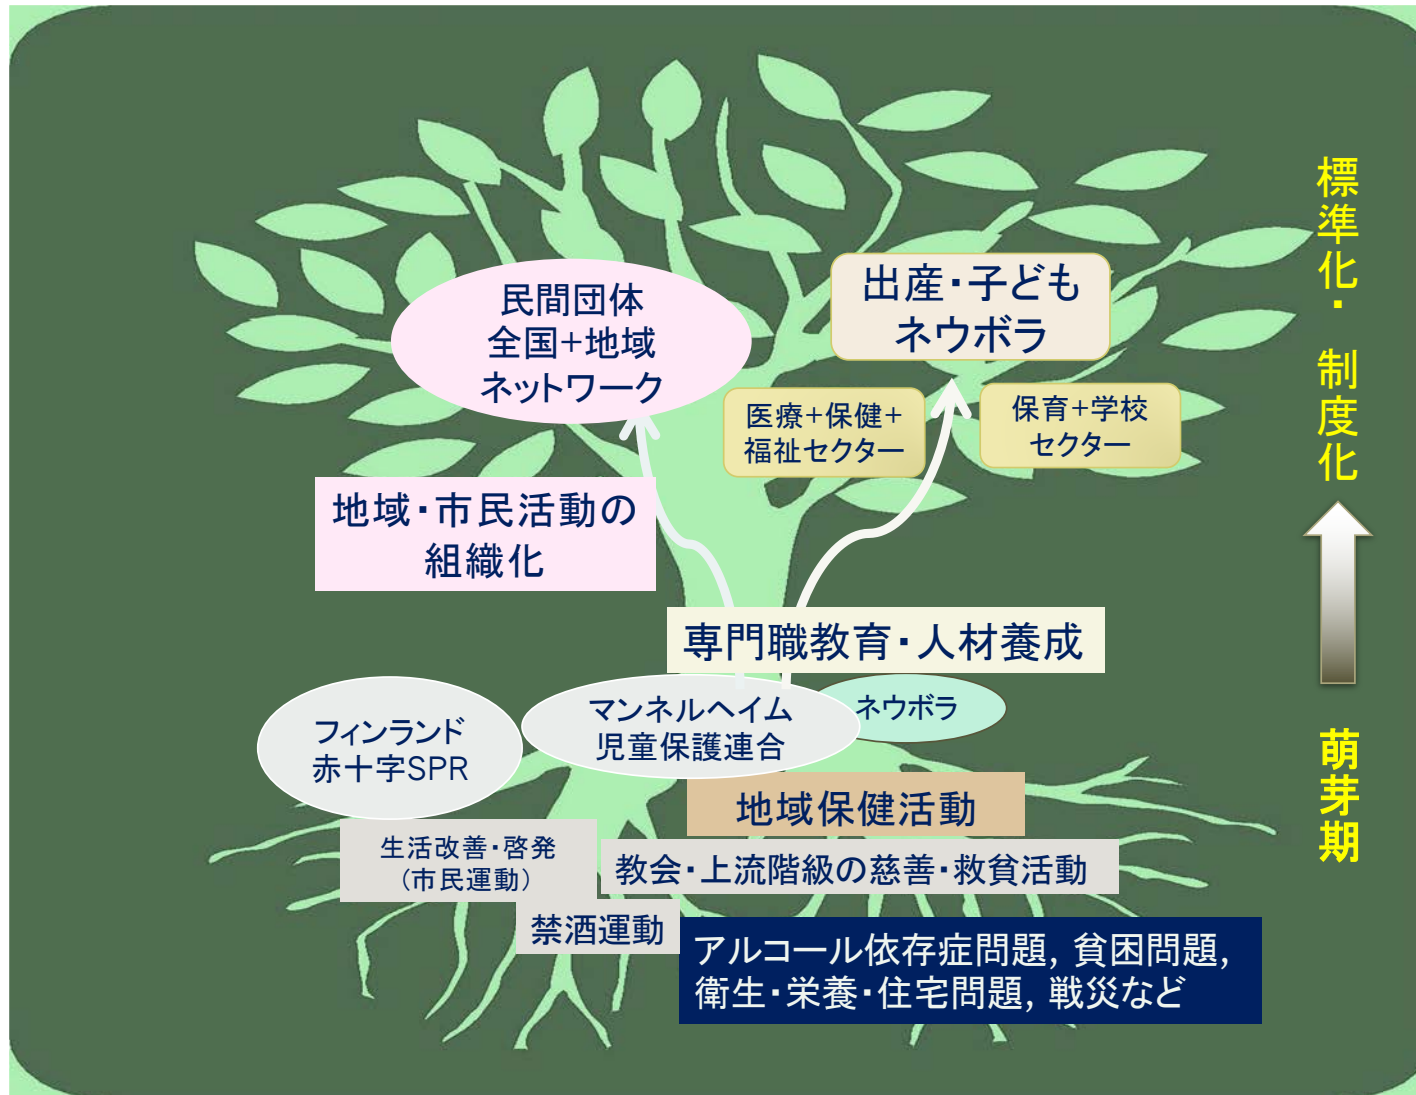 民間団体
全国+地域
ネットワーク
出産・子ども
ネウボラ
医療+保健+
福祉セクター
保育+学校
セクター
標準化・制度化
地域・市民活動の
組織化
専門職教育・人材養成
フィンランド
赤十字SPR
マンネルヘイム
児童保護連合
ネウボラ
萌芽期
地域保健活動
生活改善・啓発
（市民運動）
教会・上流階級の慈善・救貧活動
禁酒運動
アルコール依存症問題, 貧困問題,
衛生・栄養・住宅問題, 戦災など